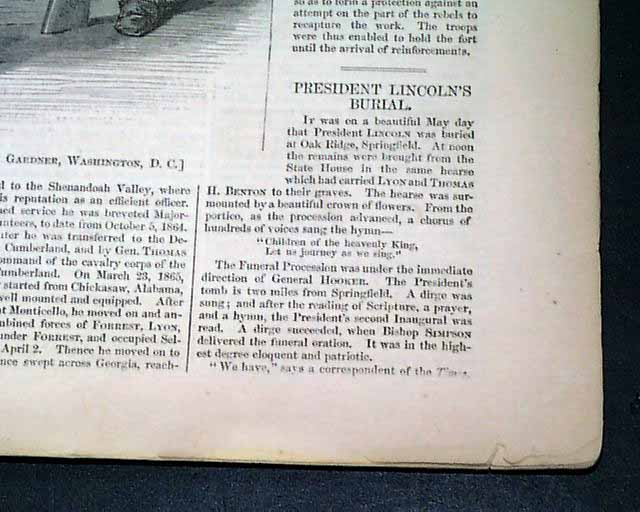 GARDNER, WASHINGTON, D. C.]
d to the Shenandoah Valley, where
is reputation as an efficient officer.
ed service he was breveted Major-
unteers, to date from October 5, 1864.
ter he was transferred to the De-
Cumberland, and by Gen. THOMAS
ommand of the cavalry corps of the
umberland. On March 23, 1865,
started from Chickasaw, Alabama,
well mounted and equipped. After
t Monticello, he moved on and an-
mbined forces of FORREST, LYON,
under FORREST, and occupied Sel-
April 2. Thence he moved on to
nce swept across Georgia, reach-
so as to form a protection against an
attempt on the part of the rebels to
recapture the work. The troops
were thus enabled to hold the fort
until the arrival of reinforcements.
PRESIDENT LINCOLN'S
BURIAL.
IT was on a beautiful May day
that President LINCOLN was buried
at Oak Ridge, Springfield. At noon
the remains were brought from the
State House in the same hearse
which had carried LYON and THOMAS
H. BENTON to their graves. The hearse was sur-
mounted by a beautiful crown of flowers. From the
portico, as the procession advanced, a chorus of
hundreds of voices sang the hymn—
"Children of the heavenly King,
Let us journey as we sing."
The Funeral Procession was under the immediate
direction of General HOOKER. The President's
tomb is two miles from Springfield. A dirge was
sung; and after the reading of Scripture, a prayer,
and a hymn, the President's second Inaugural was
read. A dirge succeeded, when Bishop SIMPSON
delivered the funeral oration. It was in the high-
est degree eloquent and patriotic.
"We have," says a correspondent of the